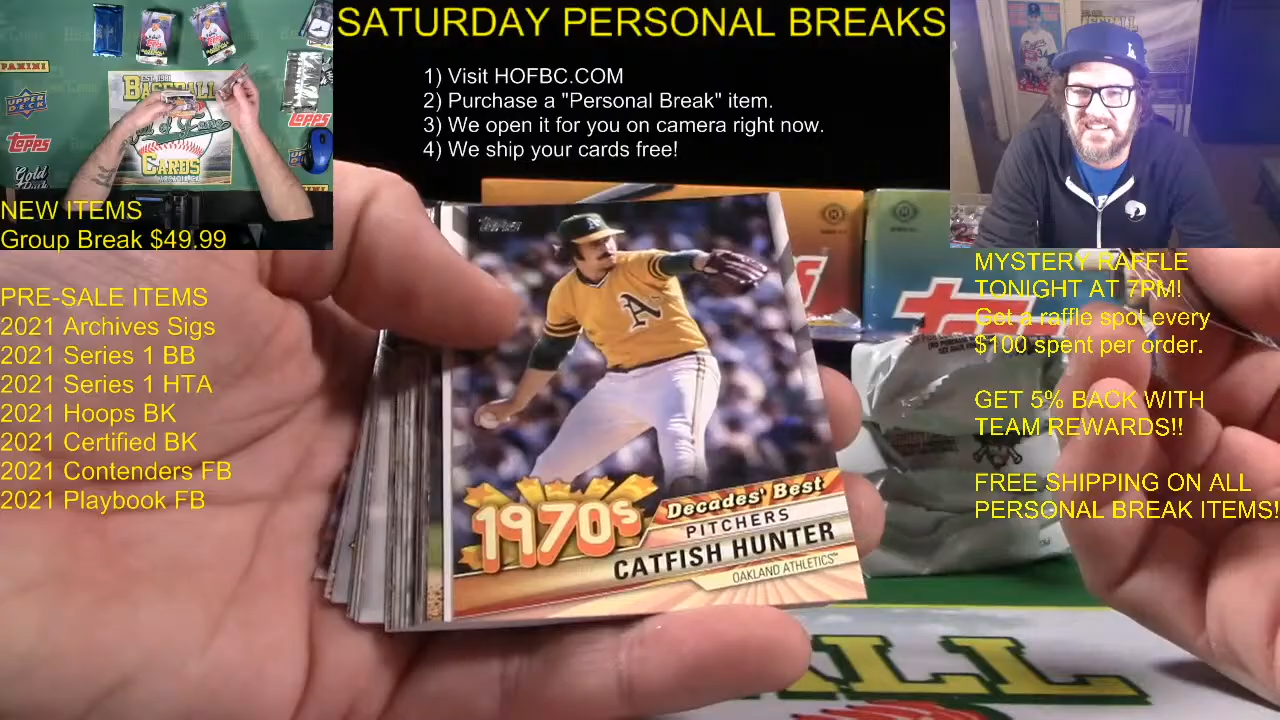 SATURDAY PERSONAL BREAKS
1) Visit HOFBC.COM
2) Purchase a "Personal Break" item.
3) We open it for you on camera right now.
4) We ship your cards free!
PANINI
UPPER DECK
Topps
Gold
EST. 1981
BASEBALL
CARDS
Topps
NEW ITEMS
Group Break $49.99
PRE-SALE ITEMS
2021 Archives Sigs
2021 Series 1 BB
2021 Series 1 HTA
2021 Hoops BK
2021 Certified BK
2021 Contenders FB
2021 Playbook FB
Topps
A
1970s
Decades' Best
PITCHERS
CATFISH HUNTER
OAKLAND ATHLETICS™
MYSTERY RAFFLE
TONIGHT AT 7PM!
Get a raffle spot every
$100 spent per order.
GET 5% BACK WITH
TEAM REWARDS!!
FREE SHIPPING ON ALL
PERSONAL BREAK ITEMS!